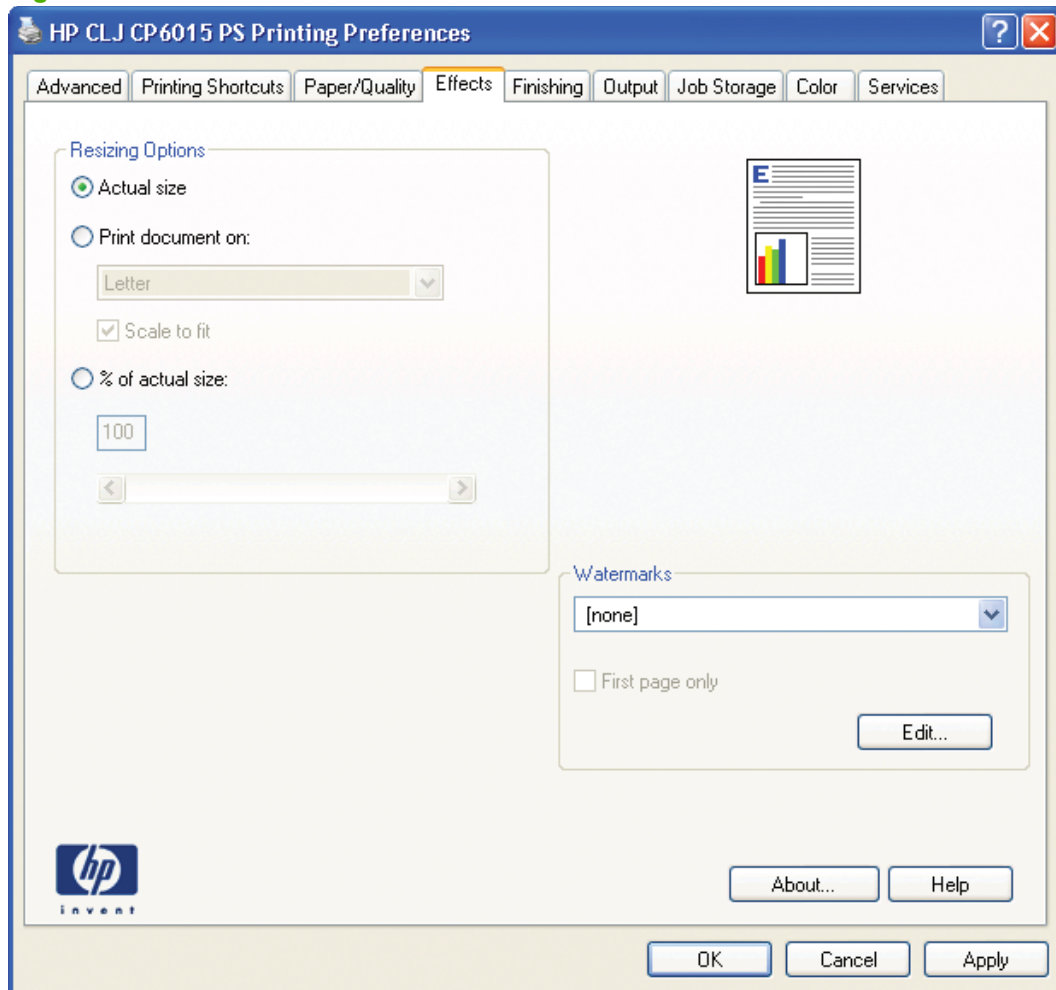 HP CLJ CP6015 PS Printing Preferences
Advanced Printing Shortcuts Paper/Quality Effects Finishing Output Job Storage Color Services
Resizing Options
Actual size
Print document on:
Letter
Scale to fit
% of actual size:
100
E
Watermarks
[none]
First page only
Edit...
hp
invent
About... Help
OK Cancel Apply